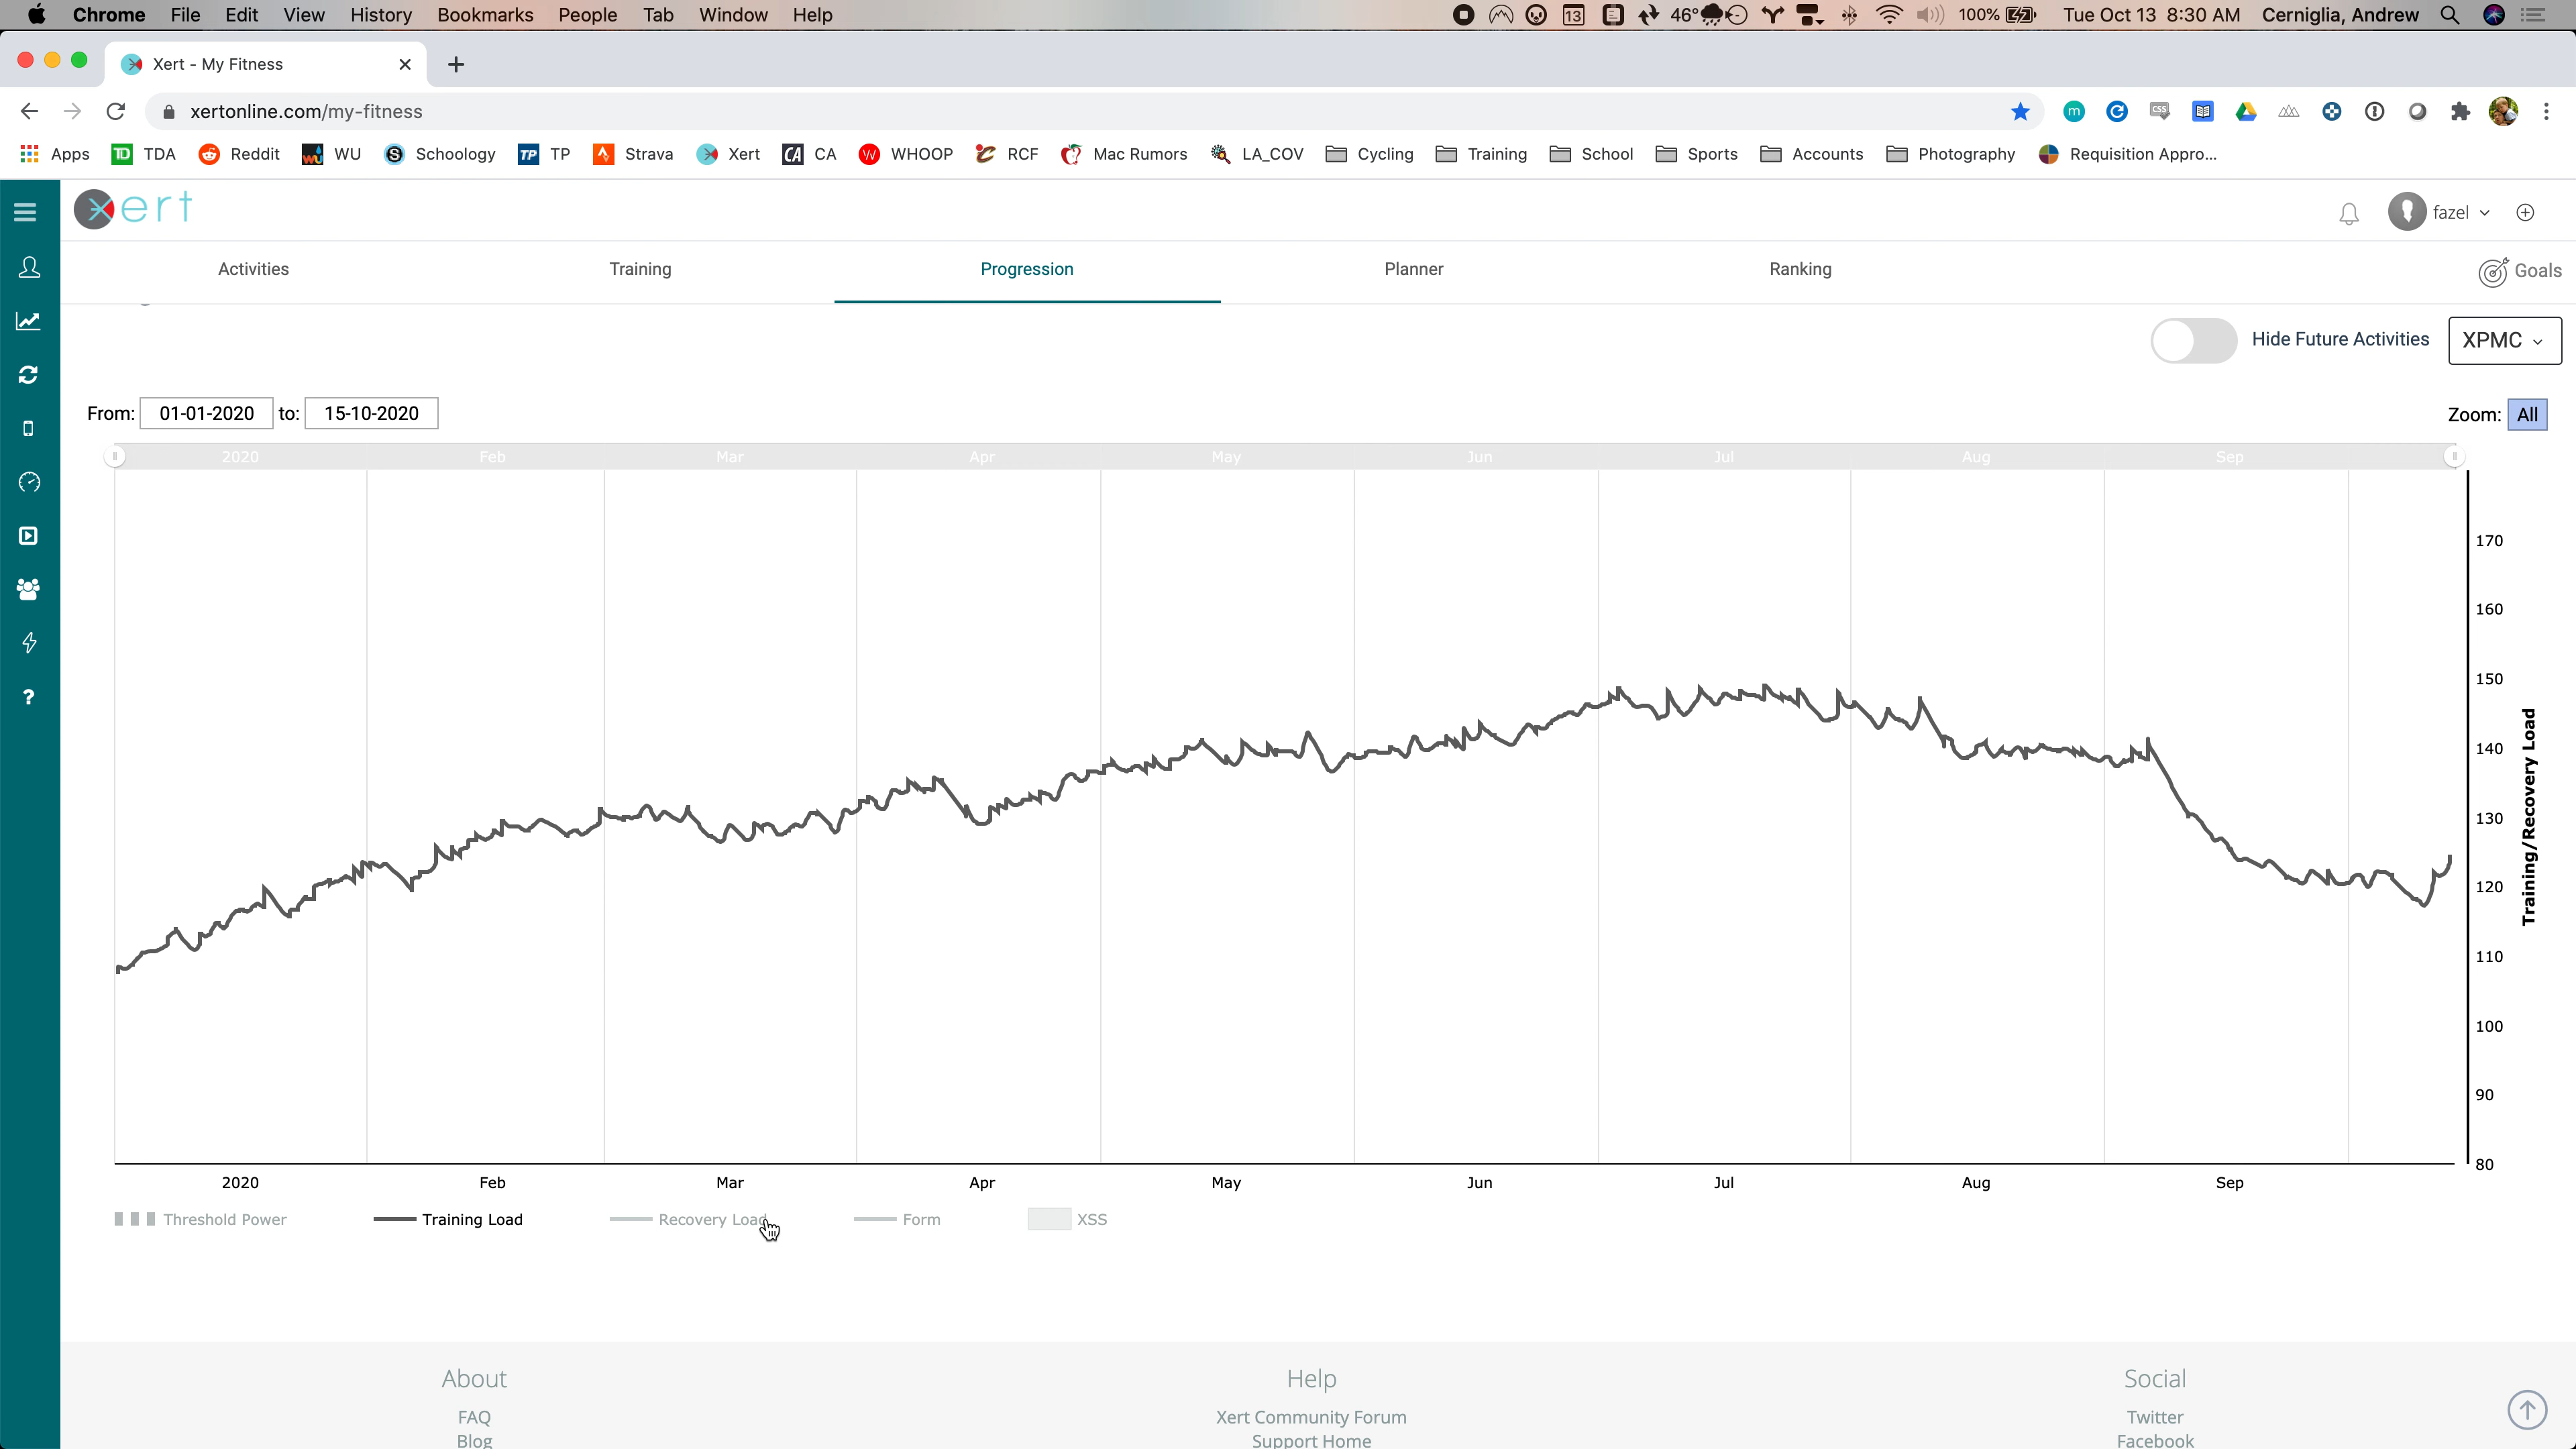 Chrome File Edit View History Bookmarks People Tab Window Help 13 46° 100% Tue Oct 13 8:30 AM Cerniglia, Andrew
Xert - My Fitness
xertonline.com/my-fitness
Apps TDA Reddit WU Schoology TP Strava Xert CA WHOOP RCF Mac Rumors LA_COV Cycling Training School Sports Accounts Photography Requisition Appro...
xert fazel
Activities Training Progression Planner Ranking Goals
Hide Future Activities XPMC
From: 01-01-2020 to: 15-10-2020 Zoom: All
2020 Feb Mar Apr May Jun Jul Aug Sep
170
160
150
140
130
120
110
100
90
80
Training/Recovery Load
2020 Feb Mar Apr May Jun Jul Aug Sep
Threshold Power Training Load Recovery Load Form XSS
About Help Social
FAQ Xert Community Forum Twitter
Blog Support Home Facebook